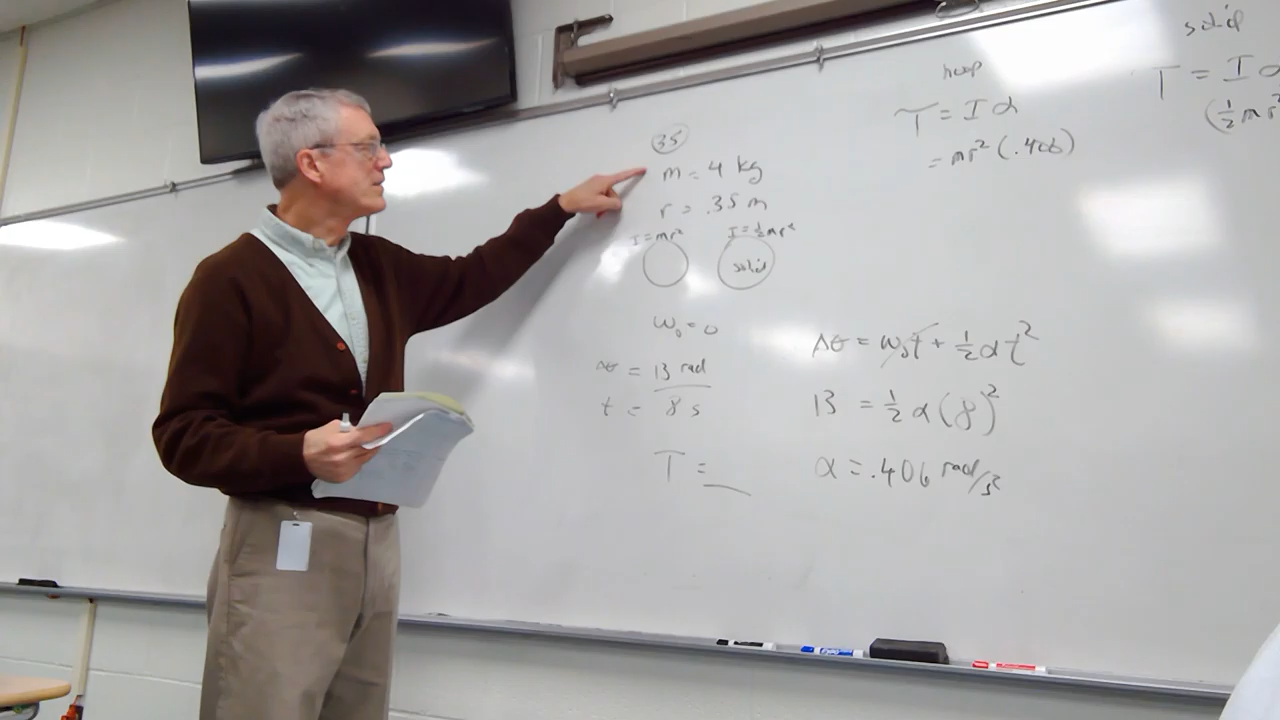 35
m = 4 kg
r = .35 m
I = mr² I = ½mr²
solid
ω₀ = 0
Δθ = 13 rad
t = 8 s
T = __
Δθ = ω₀t + ½αt²
13 = ½α(8)²
α = .406 rad/s²
hoop
T = Iα
= mr²(.406)
solid
T = Iα
(½mr²